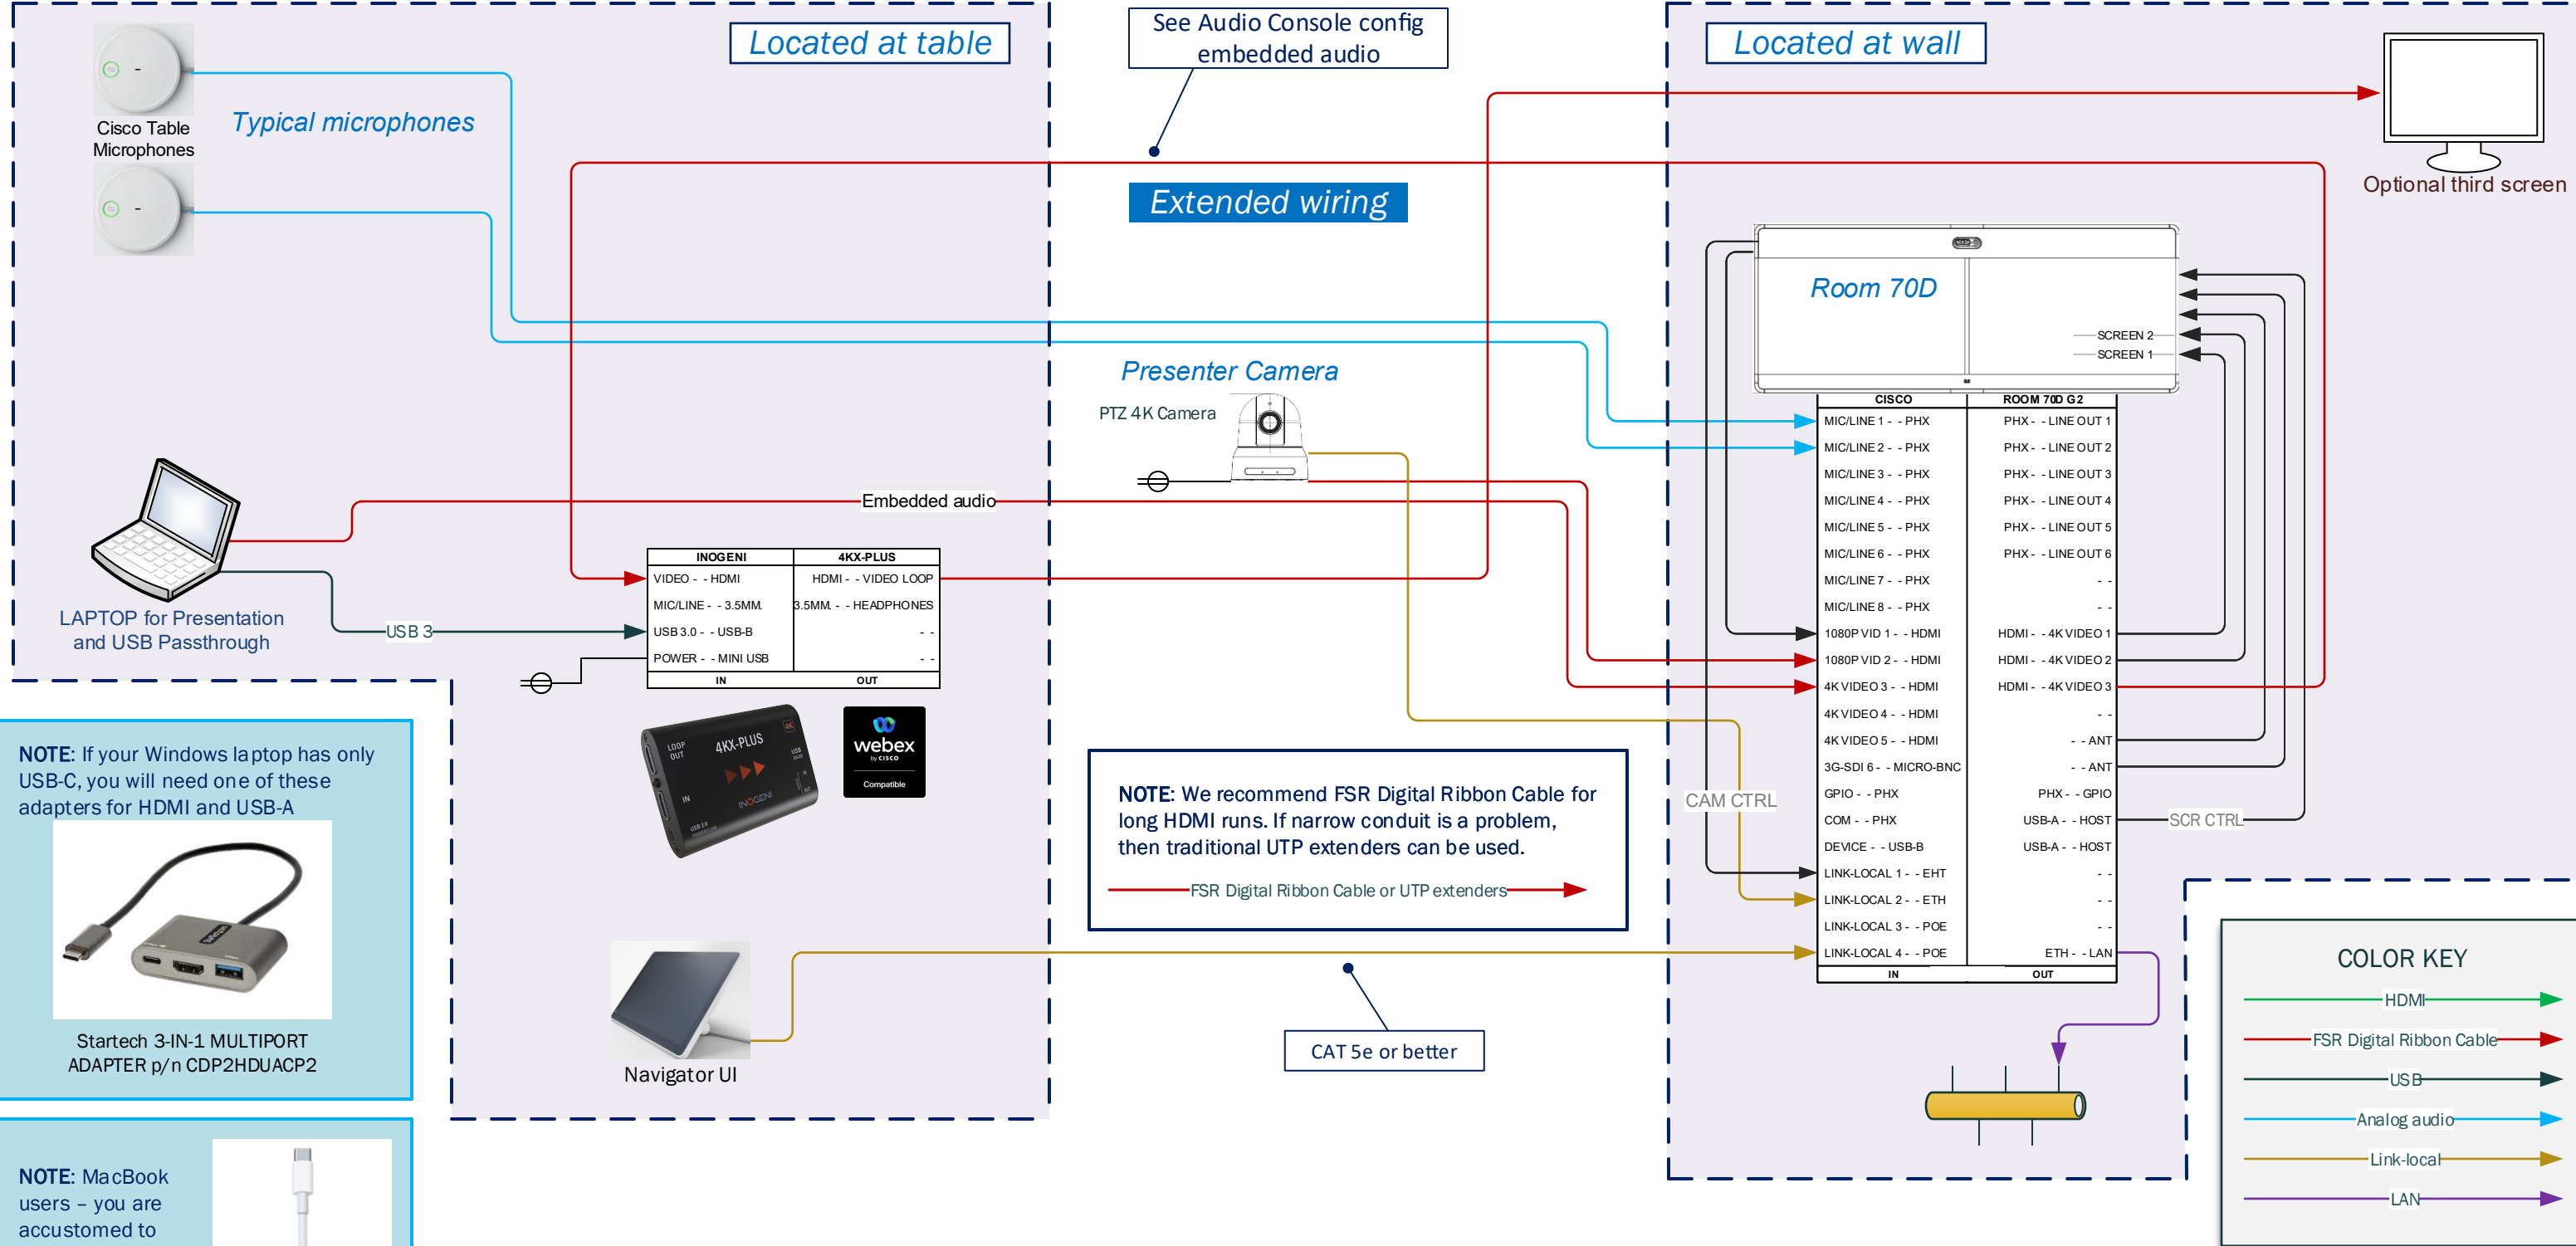 Located at table
See Audio Console config
embedded audio
Located at wall
Cisco Table
Microphones
Typical microphones
Optional third screen
Extended wiring
Room 70D
SCREEN 2
SCREEN 1
Presenter Camera
PTZ 4K Camera
CISCO ROOM 70D G2
MIC/LINE 1 - - PHX PHX - - LINE OUT 1
MIC/LINE 2 - - PHX PHX - - LINE OUT 2
MIC/LINE 3 - - PHX PHX - - LINE OUT 3
MIC/LINE 4 - - PHX PHX - - LINE OUT 4
MIC/LINE 5 - - PHX PHX - - LINE OUT 5
MIC/LINE 6 - - PHX PHX - - LINE OUT 6
MIC/LINE 7 - - PHX - -
MIC/LINE 8 - - PHX - -
1080P VID 1 - - HDMI HDMI - - 4K VIDEO 1
1080P VID 2 - - HDMI HDMI - - 4K VIDEO 2
4K VIDEO 3 - - HDMI HDMI - - 4K VIDEO 3
4K VIDEO 4 - - HDMI - -
4K VIDEO 5 - - HDMI - - ANT
3G-SDI 6 - - MICRO-BNC - - ANT
GPIO - - PHX PHX - - GPIO
COM - - PHX USB-A - - HOST
DEVICE - - USB-B USB-A - - HOST
LINK-LOCAL 1 - - EHT - -
LINK-LOCAL 2 - - ETH - -
LINK-LOCAL 3 - - POE - -
LINK-LOCAL 4 - - POE ETH - - LAN
IN OUT
CAM CTRL
SCR CTRL
Embedded audio
LAPTOP for Presentation
and USB Passthrough
USB 3
INOGENI 4KX-PLUS
VIDEO - - HDMI HDMI - - VIDEO LOOP
MIC/LINE - - 3.5MM. 3.5MM. - - HEADPHONES
USB 3.0 - - USB-B - -
POWER - - MINI USB - -
IN OUT
LOOP
OUT
4KX-PLUS
4K
IN
INOGENI
webex
by CISCO
Compatible
NOTE: If your Windows laptop has only
USB-C, you will need one of these
adapters for HDMI and USB-A
Startech 3-IN-1 MULTIPORT
ADAPTER p/n CDP2HDUACP2
NOTE: We recommend FSR Digital Ribbon Cable for
long HDMI runs. If narrow conduit is a problem,
then traditional UTP extenders can be used.
FSR Digital Ribbon Cable or UTP extenders
Navigator UI
CAT 5e or better
NOTE: MacBook
users – you are
accustomed to
COLOR KEY
HDMI
FSR Digital Ribbon Cable
USB
Analog audio
Link-local
LAN